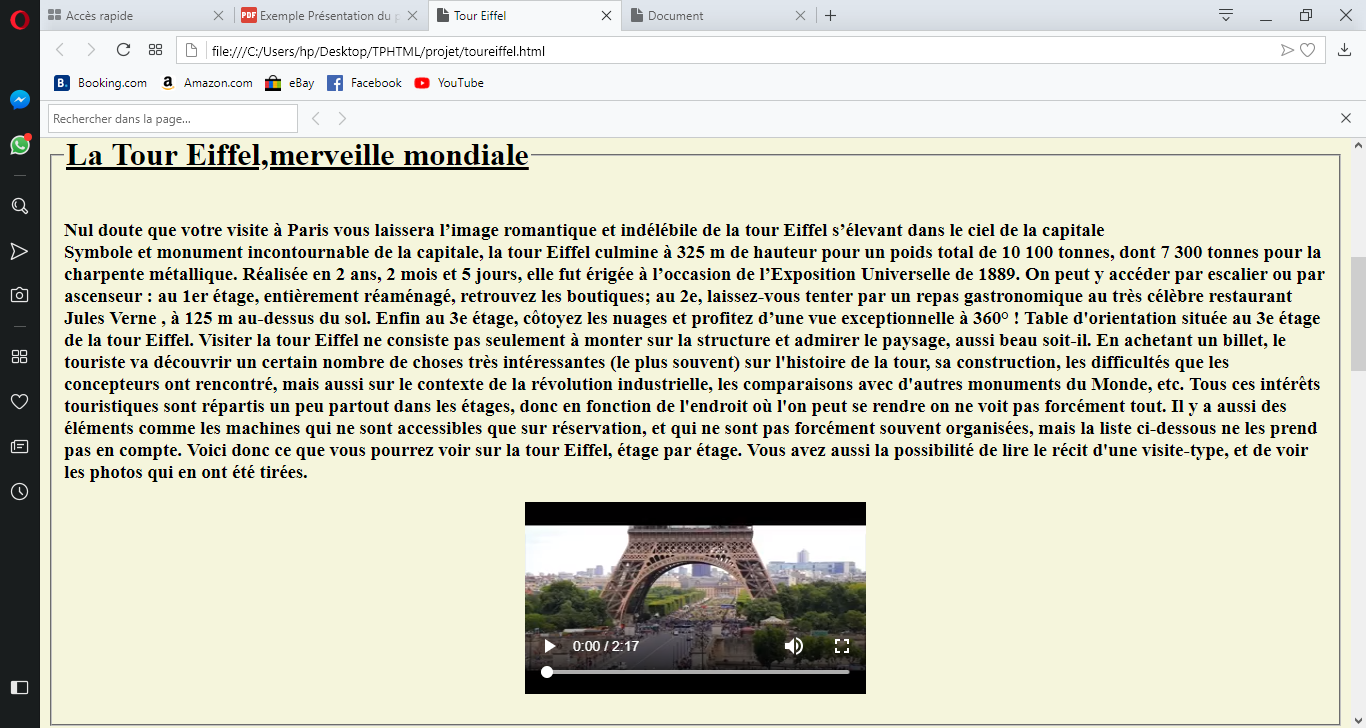 Accès rapide
Exemple Présentation du p
Tour Eiffel
Document
file:///C:/Users/hp/Desktop/TPHTML/projet/toureiffel.html
B. Booking.com
a Amazon.com
eBay
Facebook
YouTube
Rechercher dans la page...
La Tour Eiffel,merveille mondiale
Nul doute que votre visite à Paris vous laissera l’image romantique et indélébile de la tour Eiffel s’élevant dans le ciel de la capitale
Symbole et monument incontournable de la capitale, la tour Eiffel culmine à 325 m de hauteur pour un poids total de 10 100 tonnes, dont 7 300 tonnes pour la
charpente métallique. Réalisée en 2 ans, 2 mois et 5 jours, elle fut érigée à l’occasion de l’Exposition Universelle de 1889. On peut y accéder par escalier ou par
ascenseur : au 1er étage, entièrement réaménagé, retrouvez les boutiques; au 2e, laissez-vous tenter par un repas gastronomique au très célèbre restaurant
Jules Verne , à 125 m au-dessus du sol. Enfin au 3e étage, côtoyez les nuages et profitez d’une vue exceptionnelle à 360° ! Table d'orientation située au 3e étage
de la tour Eiffel. Visiter la tour Eiffel ne consiste pas seulement à monter sur la structure et admirer le paysage, aussi beau soit-il. En achetant un billet, le
touriste va découvrir un certain nombre de choses très intéressantes (le plus souvent) sur l'histoire de la tour, sa construction, les difficultés que les
concepteurs ont rencontré, mais aussi sur le contexte de la révolution industrielle, les comparaisons avec d'autres monuments du Monde, etc. Tous ces intérêts
touristiques sont répartis un peu partout dans les étages, donc en fonction de l'endroit où l'on peut se rendre on ne voit pas forcément tout. Il y a aussi des
éléments comme les machines qui ne sont accessibles que sur réservation, et qui ne sont pas forcément souvent organisées, mais la liste ci-dessous ne les prend
pas en compte. Voici donc ce que vous pourrez voir sur la tour Eiffel, étage par étage. Vous avez aussi la possibilité de lire le récit d'une visite-type, et de voir
les photos qui en ont été tirées.
0:00 / 2:17